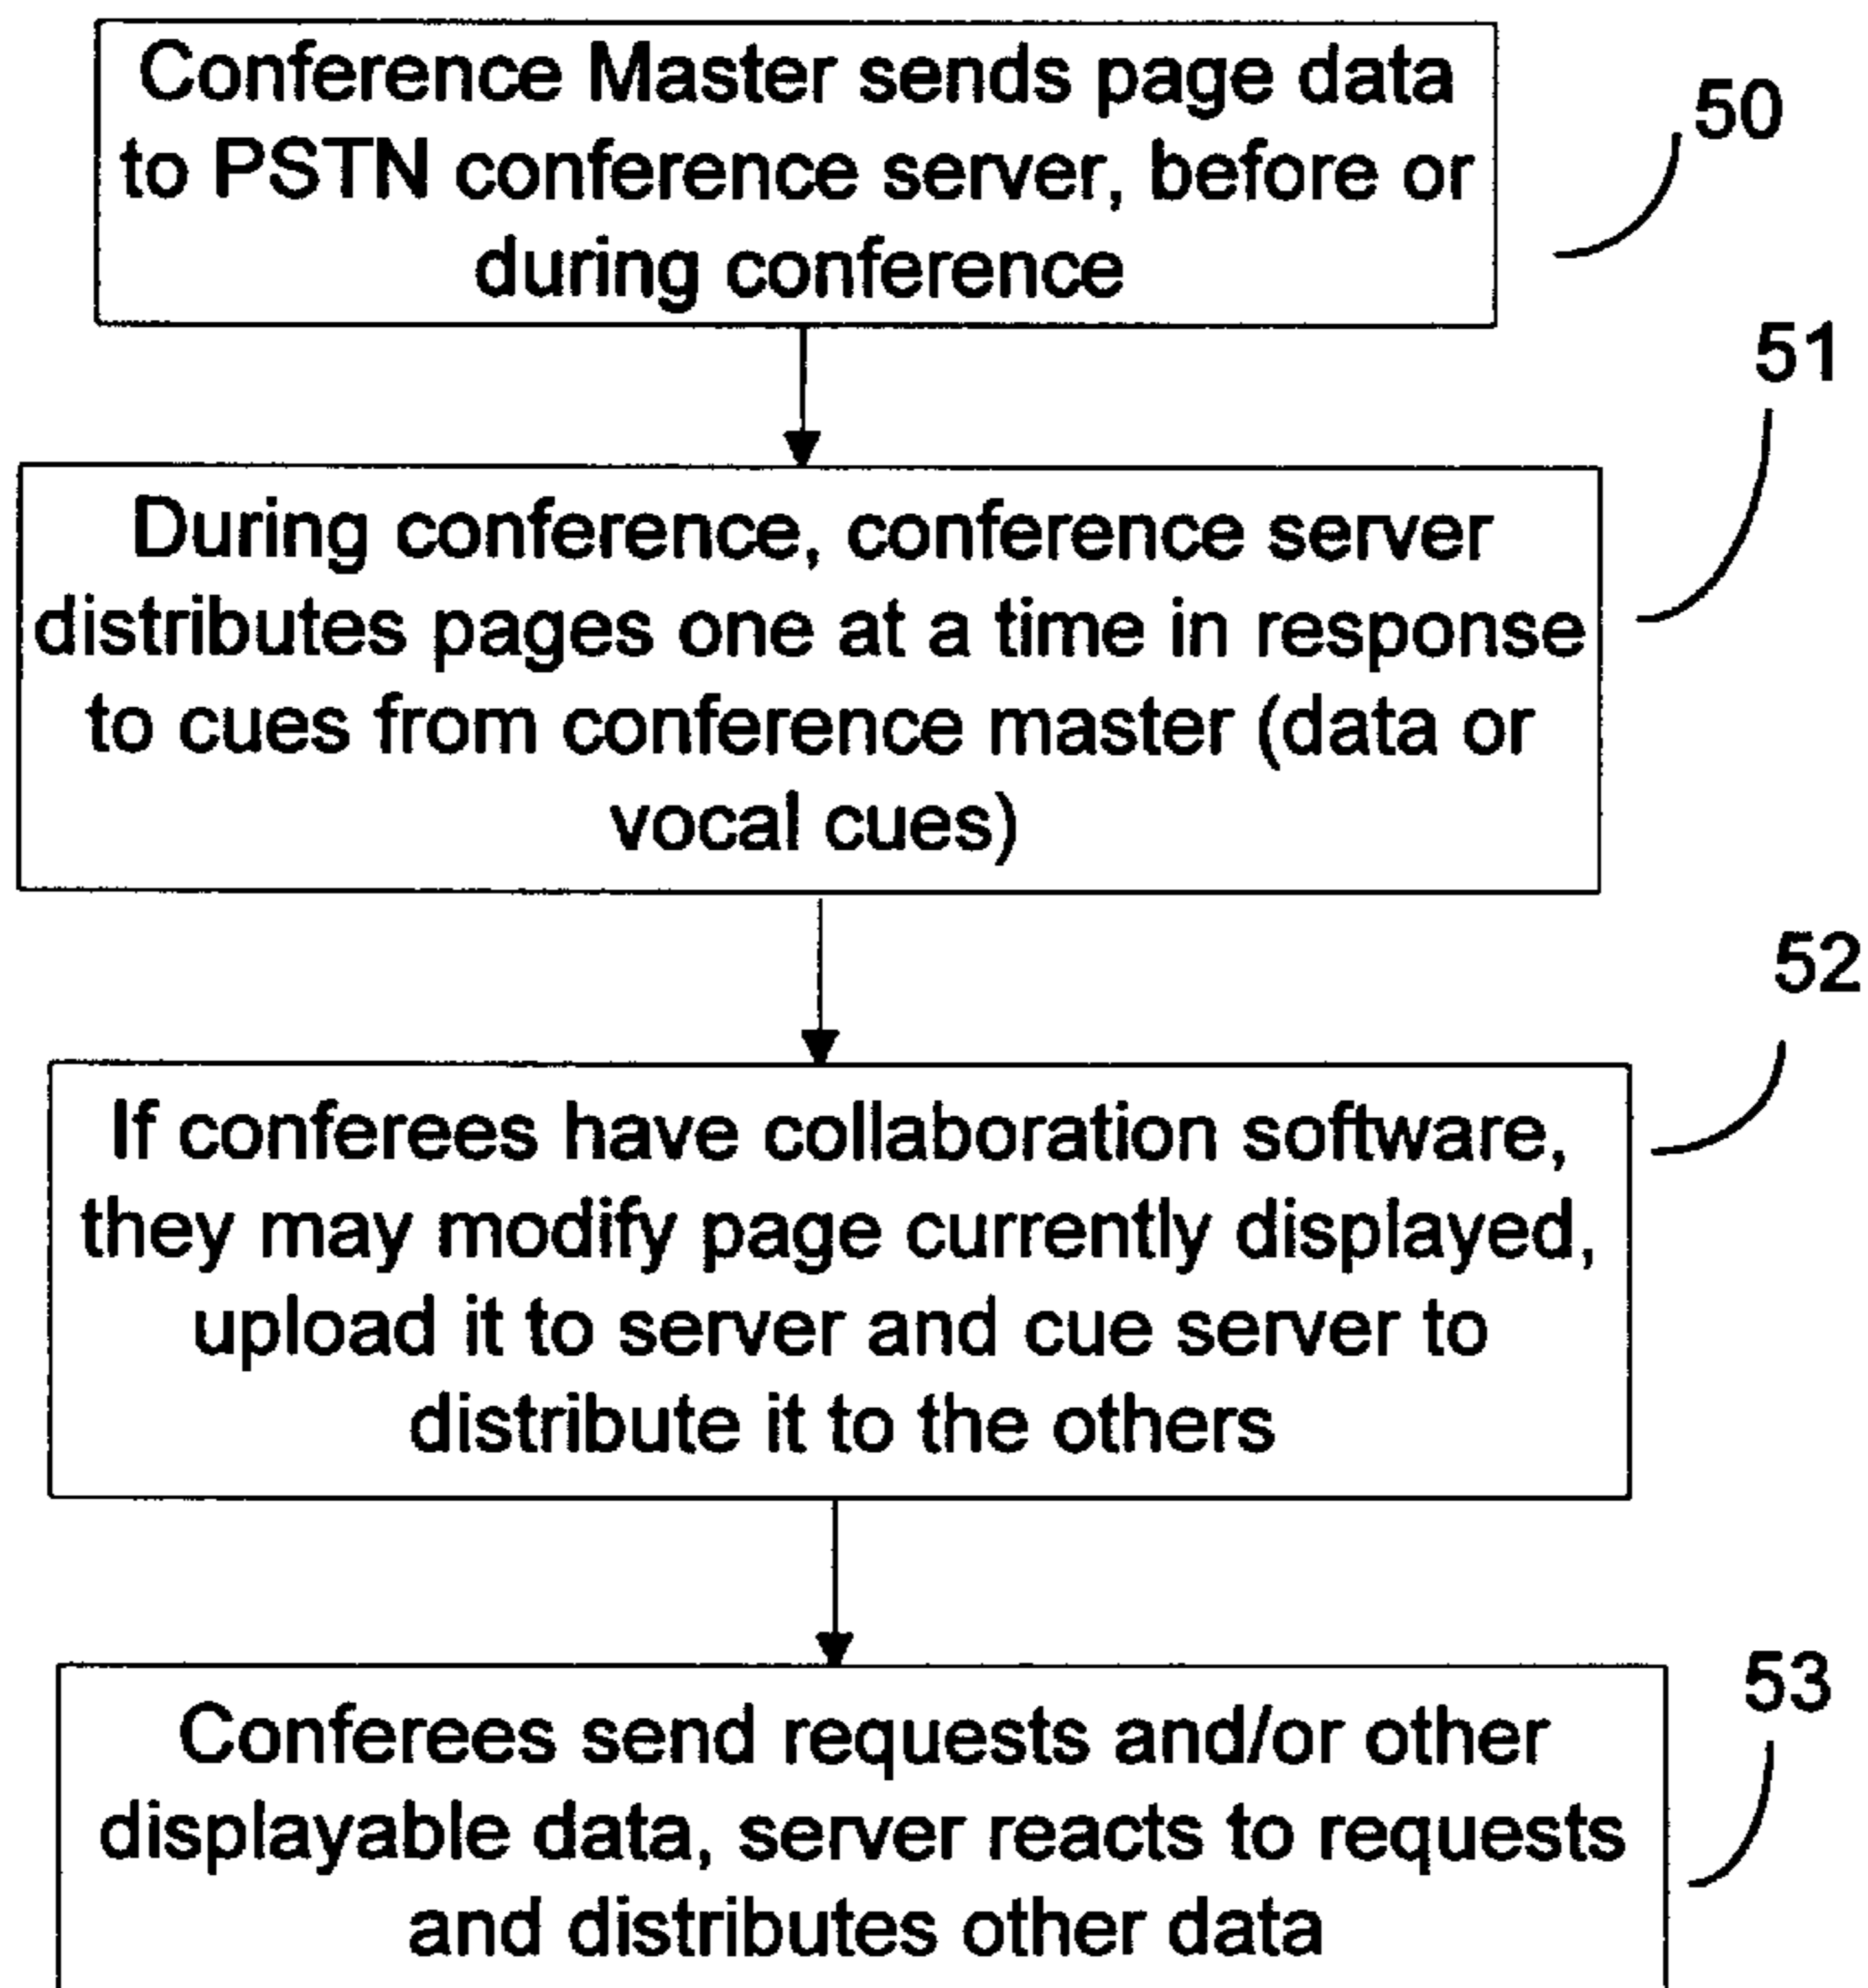 Conference Master sends page data
to PSTN conference server, before or
during conference
50
During conference, conference server
distributes pages one at a time in response
to cues from conference master (data or
vocal cues)
51
If conferees have collaboration software,
they may modify page currently displayed,
upload it to server and cue server to
distribute it to the others
52
Conferees send requests and/or other
displayable data, server reacts to requests
and distributes other data
53